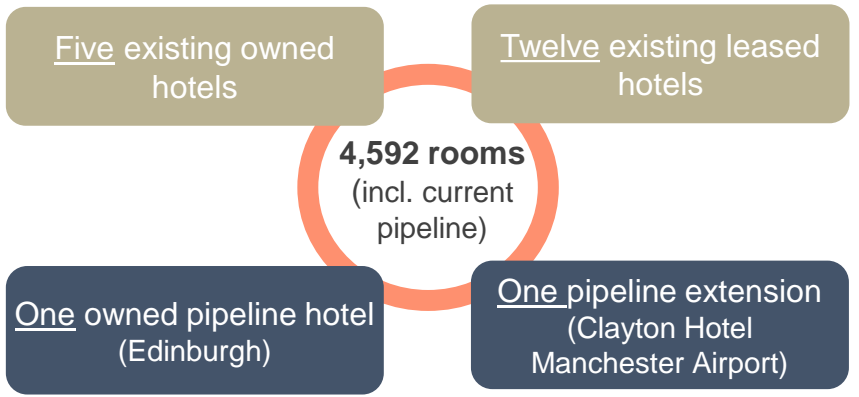 Five existing owned
hotels
Twelve existing leased
hotels
4,592 rooms
(incl. current
pipeline)
One owned pipeline hotel
(Edinburgh)
One pipeline extension
(Clayton Hotel
Manchester Airport)